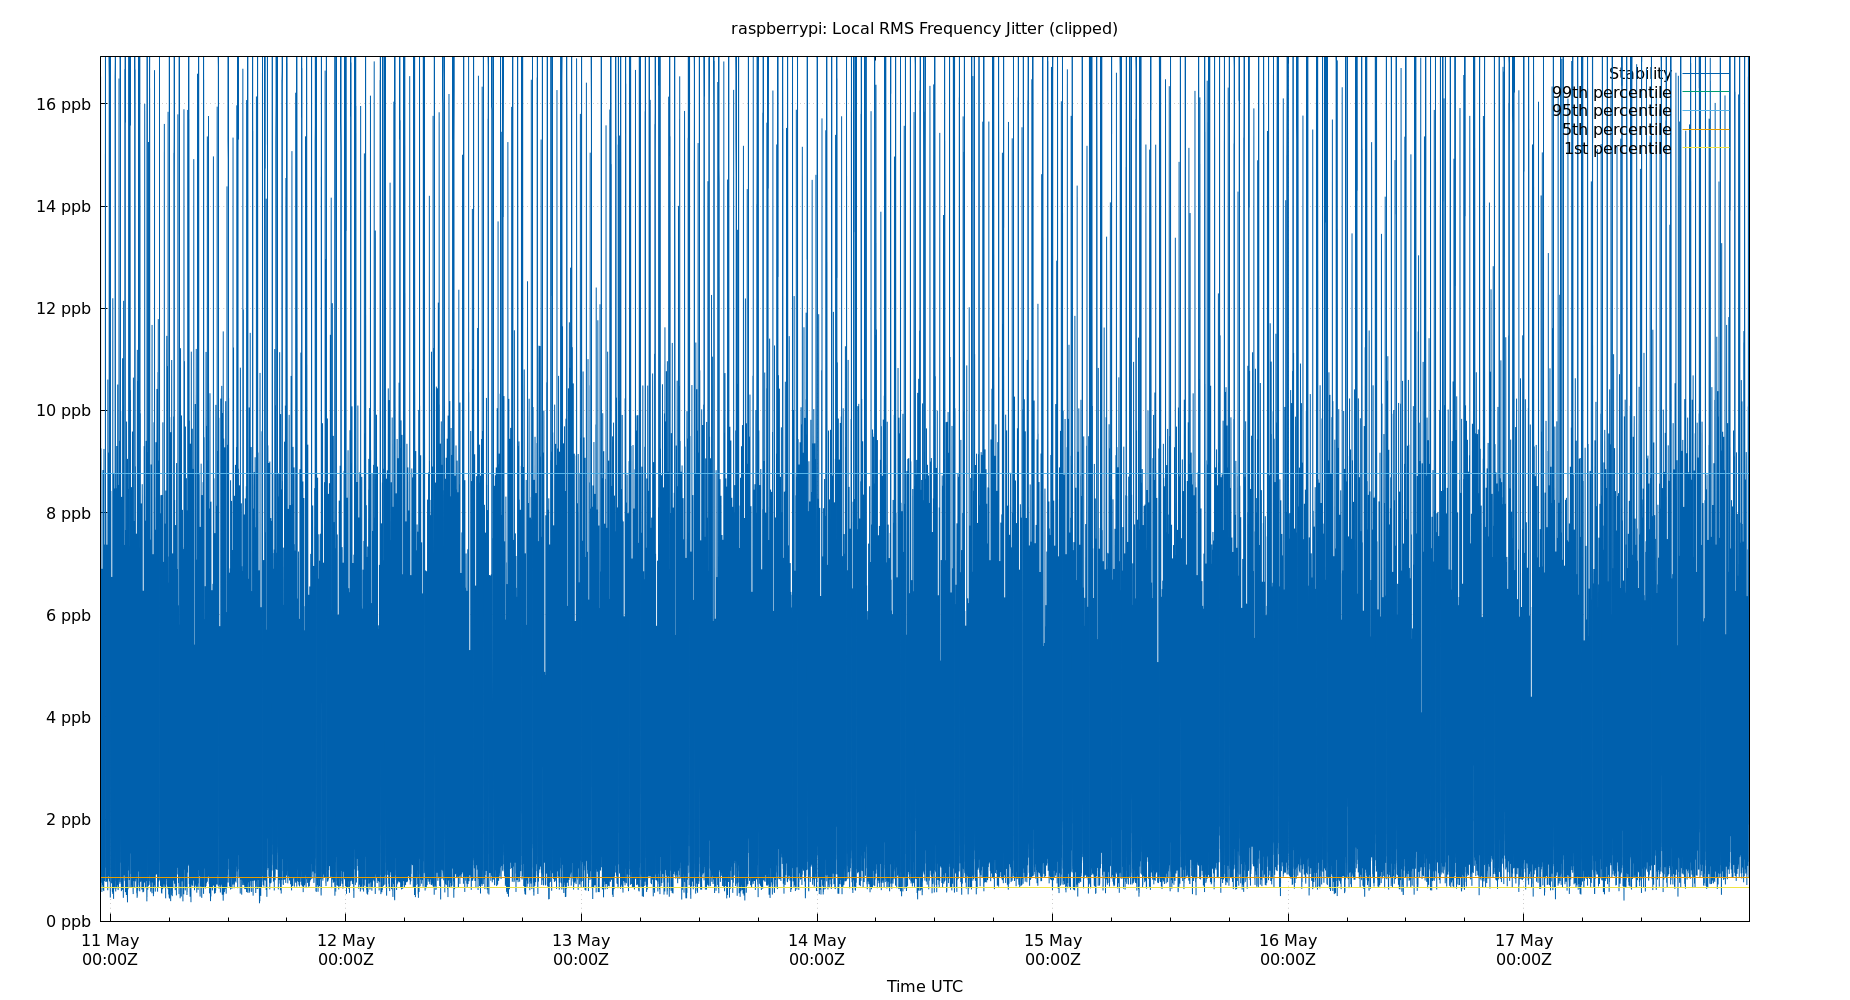 raspberrypi: Local RMS Frequency Jitter (clipped)
Stability
99th percentile
95th percentile
5th percentile
1st percentile
16 ppb
14 ppb
12 ppb
10 ppb
8 ppb
6 ppb
4 ppb
2 ppb
0 ppb
11 May 12 May 13 May 14 May 15 May 16 May 17 May
00:00Z 00:00Z 00:00Z 00:00Z 00:00Z 00:00Z 00:00Z
Time UTC